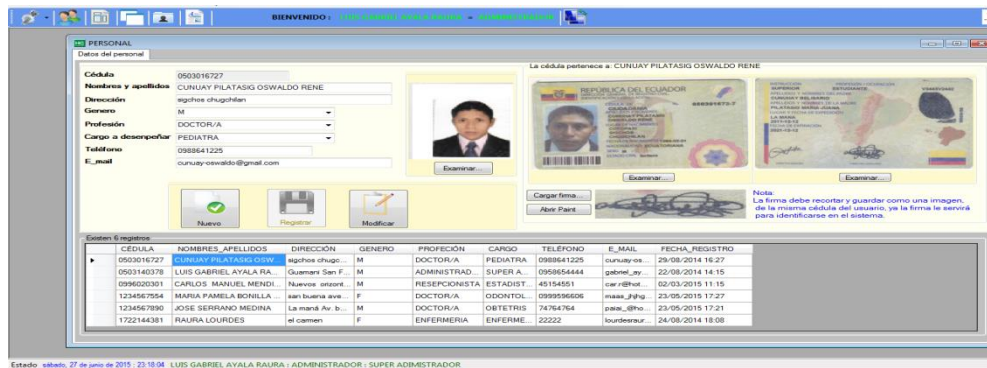 BIENVENIDO : LUIS GABRIEL AYALA RAURA
PERSONAL
Datos del personal
La cédula pertenece a: CUNUAY PILATASIG OSWALDO RENE
Cédula 0503016727
Nombres y apellidos CUNUAY PILATASIG OSWALDO RENE
Dirección sigchos chugchilan
Genero M
Profesión DOCTOR/A
Cargo a desenpeñar PEDIATRA
Teléfono 0988641225
E_mail cunuay-oswaldo@gmail.com
REPÚBLICA DEL ECUADOR
SUPERIOR ESTUDIANTE
Examinar...
Examinar...
Examinar...
Nuevo
Registrar
Modificar
Cargar firma...
Abrir Paint
Nota:
La firma debe recortar y guardar como una imagen,
de la misma cédula del usuario, ya la firma le servirá
para identificarse en el sistema.
Existen 6 registros
CÉDULA NOMBRES_APELLIDOS DIRECCIÓN GENERO PROFECIÓN CARGO TELÉFONO E_MAIL FECHA_REGISTRO
0503016727 CUNUAY PILATASIG OSW... sigchos chugc... M DOCTOR/A PEDIATRA 0988641225 cunuay-os... 29/08/2014 16:27
0503140378 LUIS GABRIEL AYALA RA... Guamani San F... M ADMINISTRAD... SUPER A... 0958654444 gabriel_ay... 22/08/2014 14:15
0996020301 CARLOS MANUEL MENDI... Nuevos orizont... M RESEPCIONISTA ESTADIST... 45154551 car.r@hot... 02/03/2015 11:15
1234567554 MARIA PAMELA BONILLA ... san buena ave... F DOCTOR/A ODONTOL... 0999596606 maas_jhjhg... 23/05/2015 17:27
1234567890 JOSE SERRANO MEDINA La maná Av. b... M DOCTOR/A OBTETRIS 74764764 paiai_@ho... 23/05/2015 17:21
1722144381 RAURA LOURDES el carmen F ENFERMERIA ENFERME... 22222 lourdesraur... 24/08/2014 18:08
Estado sábado, 27 de junio de 2015 : 23:18:04 LUIS GABRIEL AYALA RAURA : ADMINISTRADOR : SUPER ADIMISTRADOR